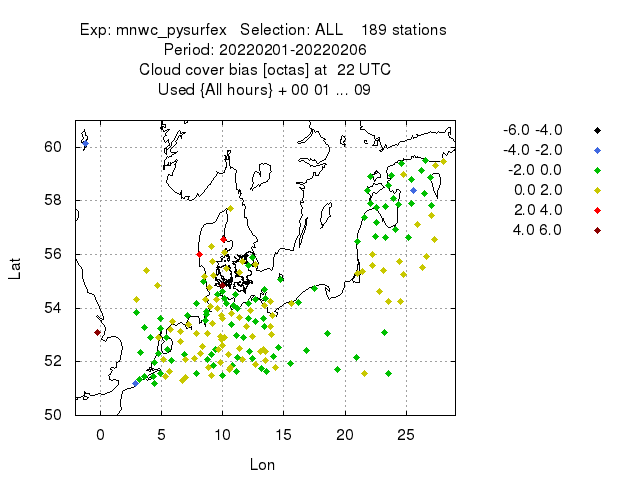 Exp: mnwc_pysurfex   Selection: ALL    189 stations
Period: 20220201-20220206
Cloud cover bias [octas] at  22 UTC
Used {All hours} + 00 01 ... 09
-6.0 -4.0
-4.0 -2.0
-2.0 0.0
0.0 2.0
2.0 4.0
4.0 6.0
60
58
56
54
52
50
Lat
0 5 10 15 20 25
Lon